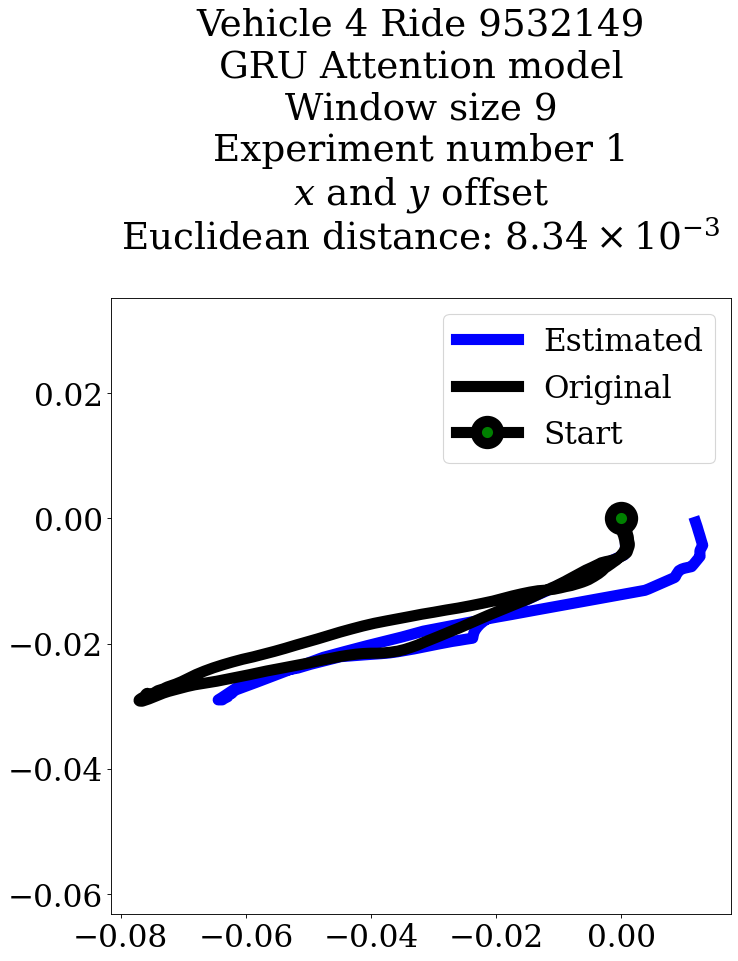 Vehicle 4 Ride 9532149
GRU Attention model
Window size 9
Experiment number 1
x and y offset
Euclidean distance: 8.34 × 10⁻³
Estimated
Original
Start
0.02
0.00
−0.02
−0.04
−0.06
−0.08 −0.06 −0.04 −0.02 0.00